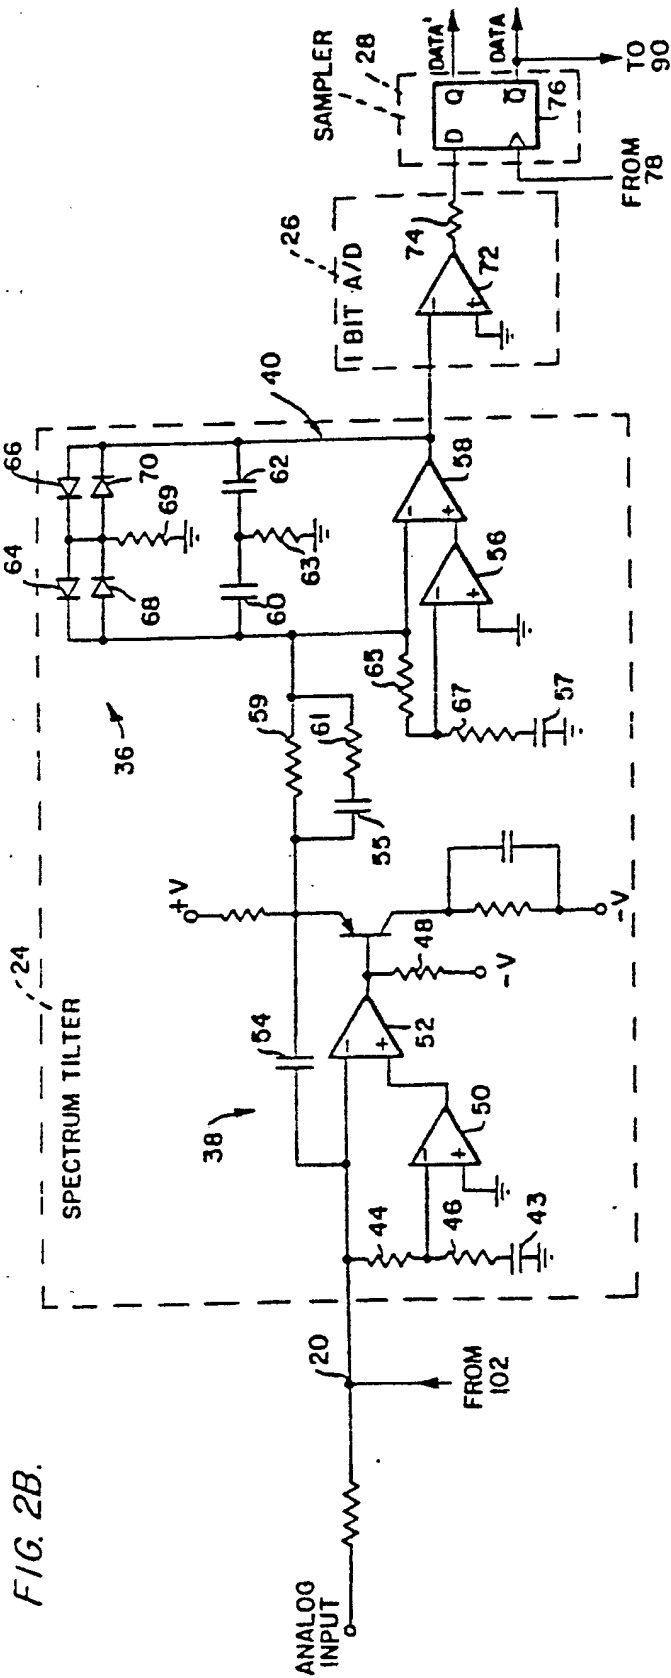 FIG. 2B.
SPECTRUM TILTER
24
36
64
66
68
70
69
40
60
62
63
38
54
+V
59
61
55
65
67
57
56
58
ANALOG
INPUT
20
FROM
102
44
46
43
50
52
48
-V
-V
26
1 BIT A/D
74
72
SAMPLER
28
D
Q
Q̅
76
DATA'
DATA
FROM
78
TO
90